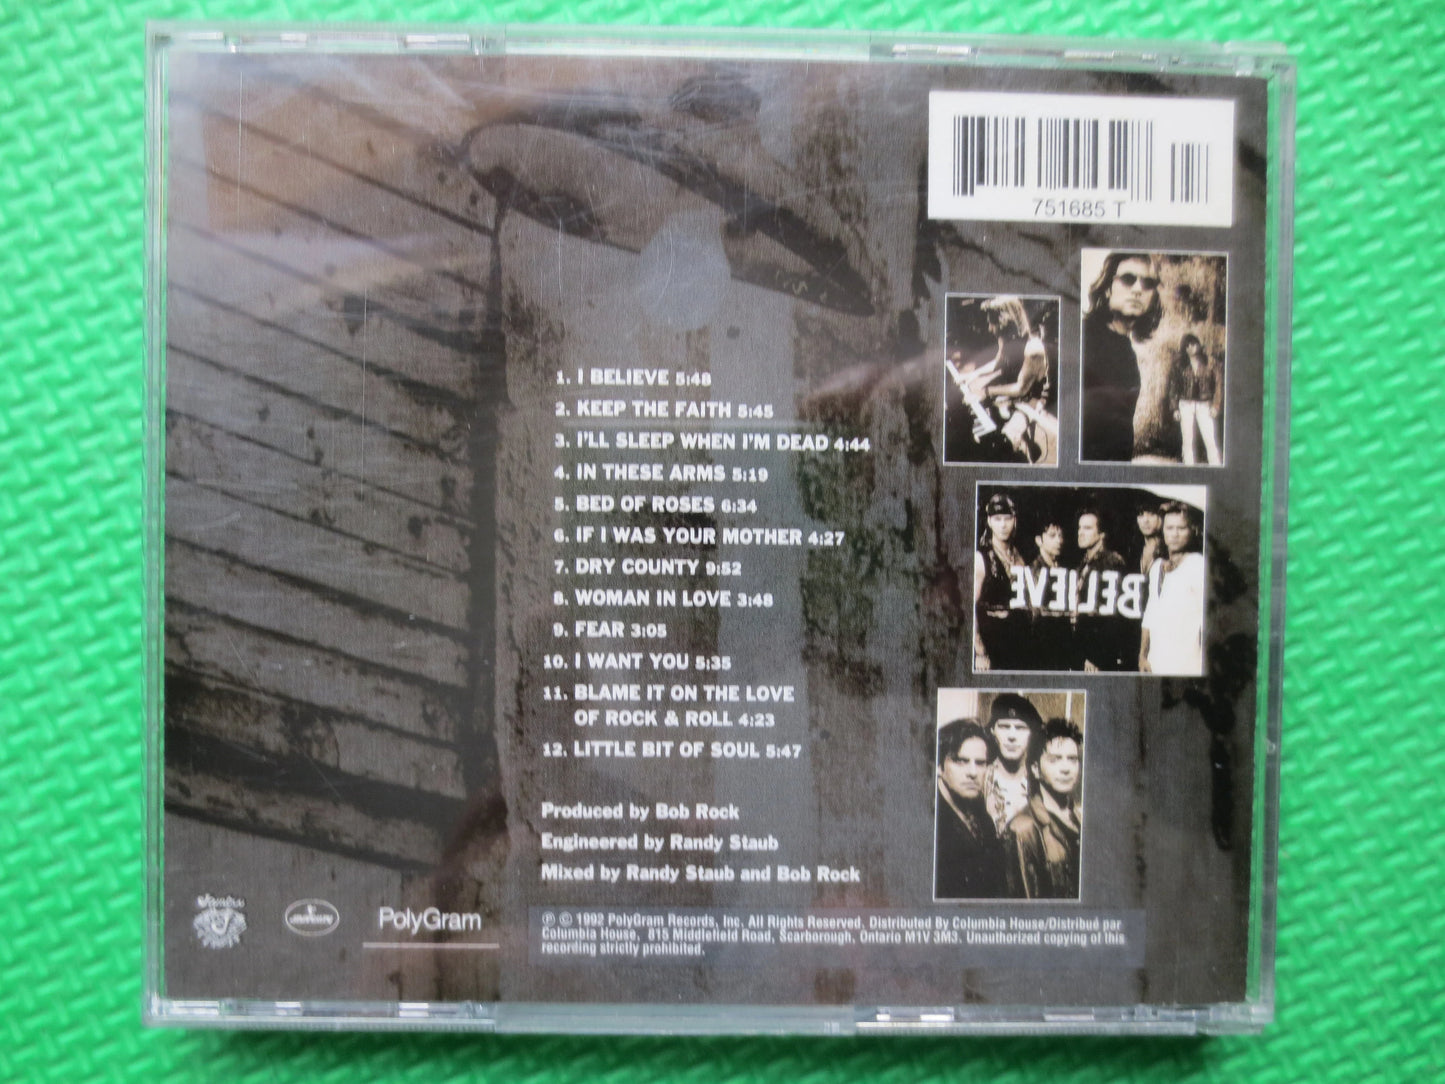 751685 T
1. I BELIEVE 5:48
2. KEEP THE FAITH 5:45
3. I'LL SLEEP WHEN I'M DEAD 4:44
4. IN THESE ARMS 5:19
5. BED OF ROSES 6:34
6. IF I WAS YOUR MOTHER 4:27
7. DRY COUNTY 9:52
8. WOMAN IN LOVE 3:48
9. FEAR 3:05
10. I WANT YOU 5:35
11. BLAME IT ON THE LOVE
OF ROCK & ROLL 4:23
12. LITTLE BIT OF SOUL 5:47
I BELIEVE
Produced by Bob Rock
Engineered by Randy Staub
Mixed by Randy Staub and Bob Rock
Jambco
mercury
PolyGram
℗ © 1992 PolyGram Records, Inc. All Rights Reserved. Distributed By Columbia House/Distribué par
Columbia House, 815 Middlefield Road, Scarborough, Ontario M1V 3M3. Unauthorized copying of this
recording strictly prohibited.